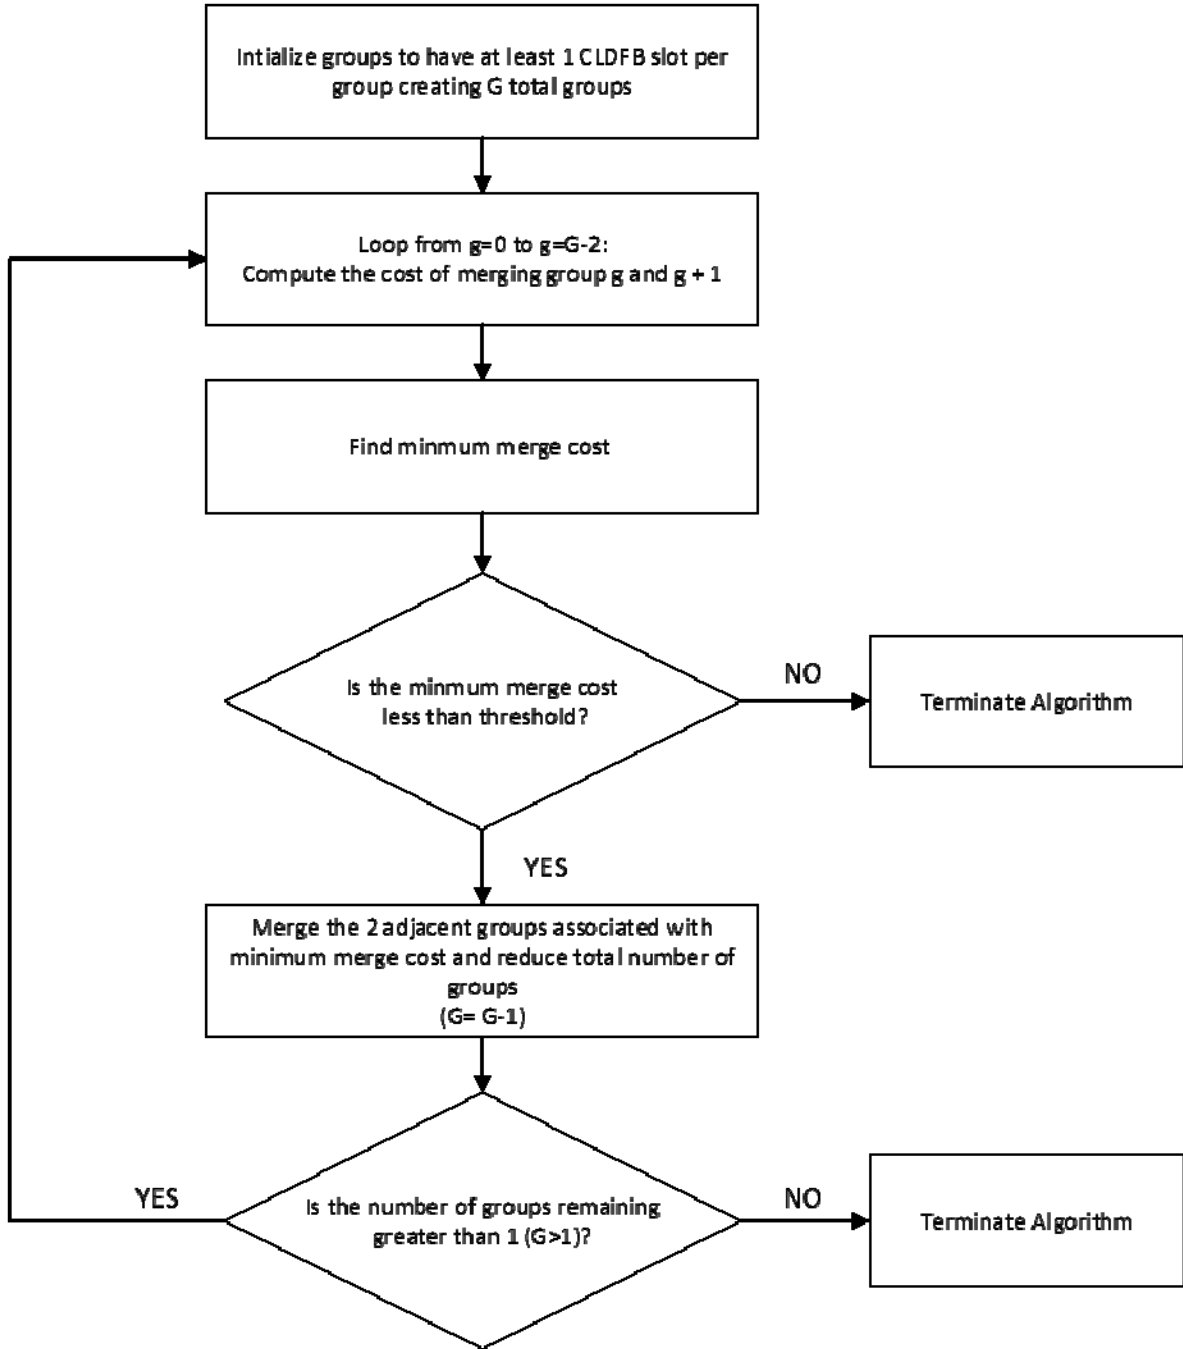 Intialize groups to have at least 1 CLDFB slot per
group creating G total groups
Loop from g=0 to g=G-2:
Compute the cost of merging group g and g + 1
Find minmum merge cost
Is the minmum merge cost
less than threshold?
NO
Terminate Algorithm
YES
Merge the 2 adjacent groups associated with
minimum merge cost and reduce total number of
groups
(G= G-1)
YES
Is the number of groups remaining
greater than 1 (G>1)?
NO
Terminate Algorithm